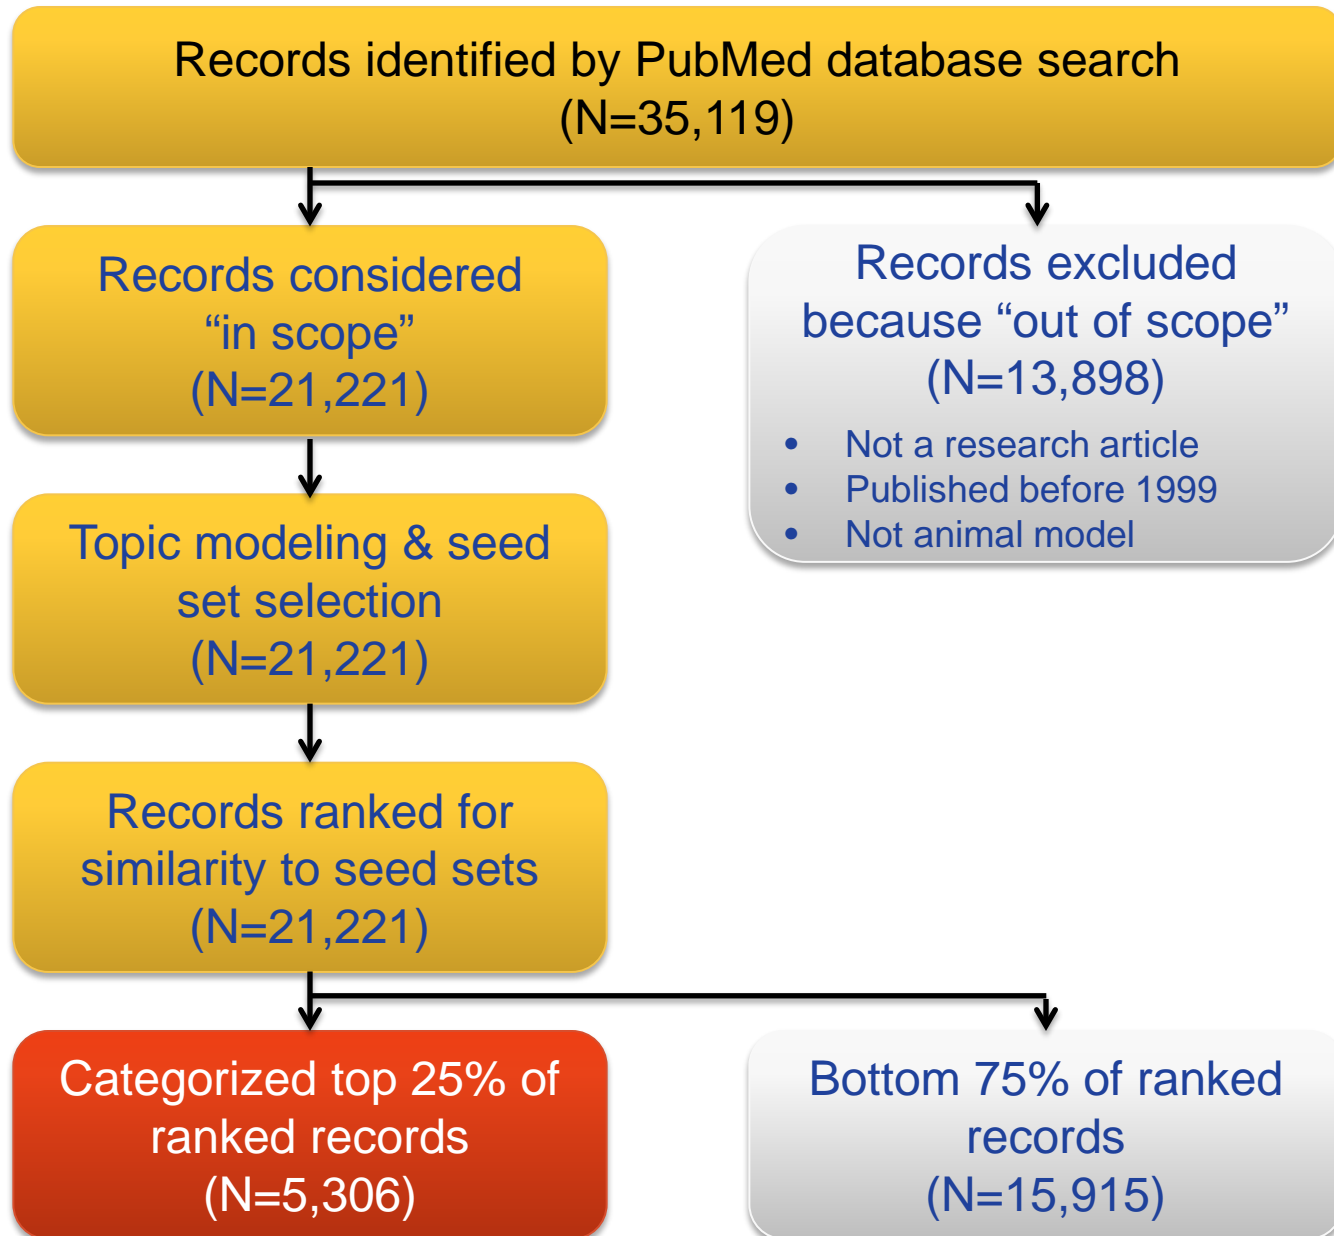 Records identified by PubMed database search
(N=35,119)
Records considered
“in scope”
(N=21,221)
Records excluded
because “out of scope”
(N=13,898)
• Not a research article
• Published before 1999
• Not animal model
Topic modeling & seed
set selection
(N=21,221)
Records ranked for
similarity to seed sets
(N=21,221)
Categorized top 25% of
ranked records
(N=5,306)
Bottom 75% of ranked
records
(N=15,915)